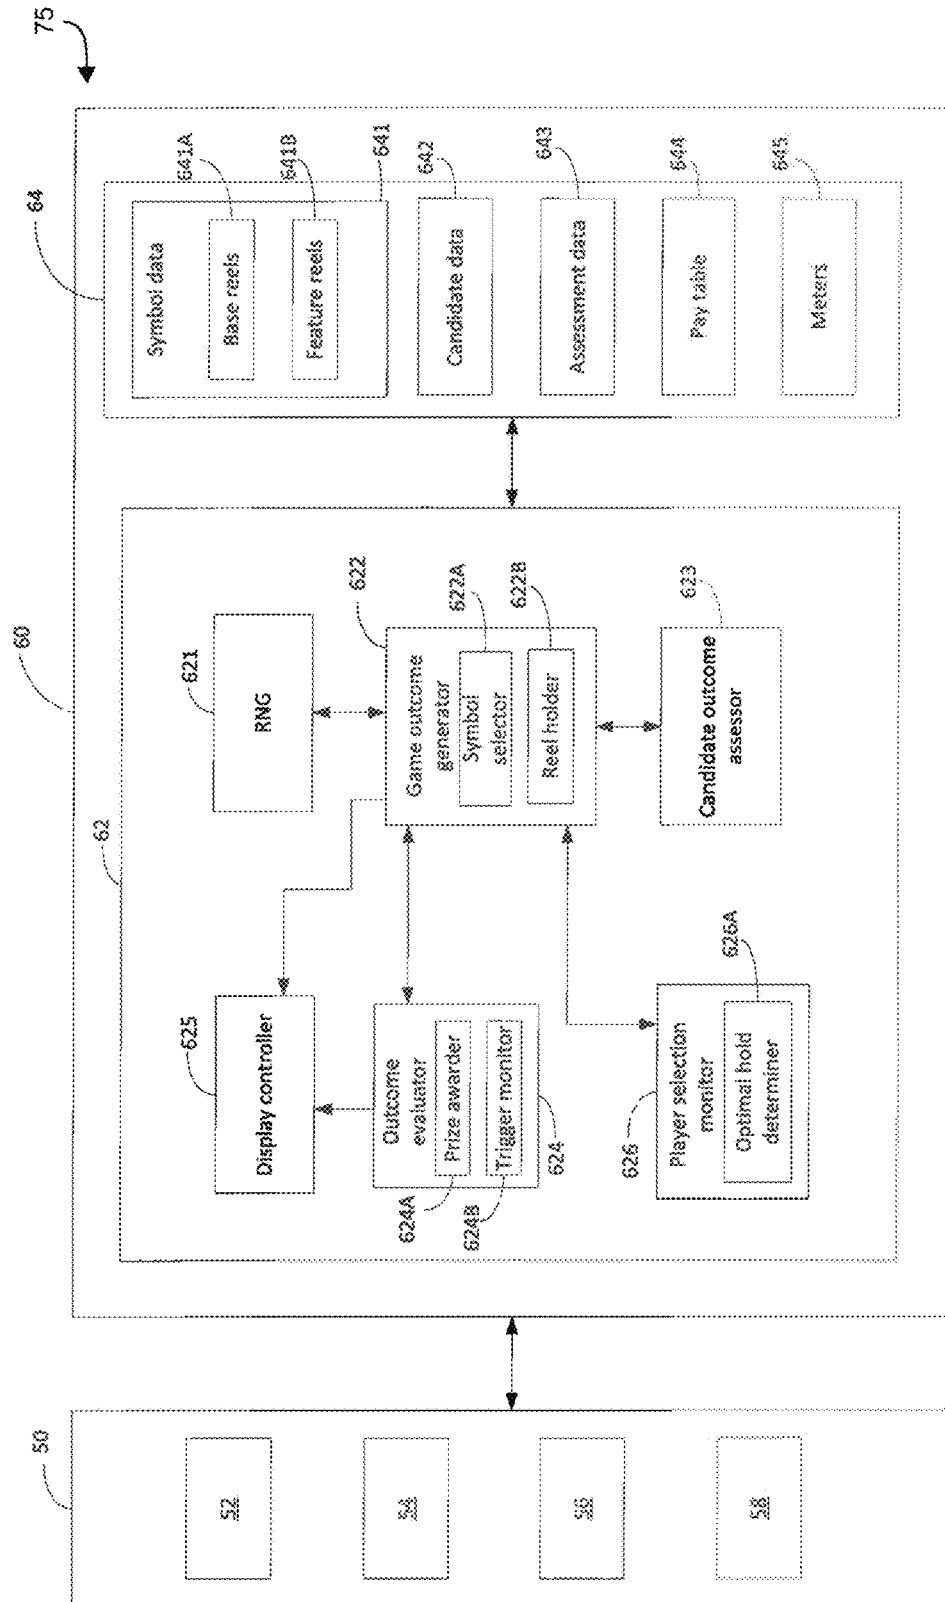 75
60
50
52
54
56
58
62
625
Display controller
621
RNG
Outcome
evaluator
Prize awarder
Trigger monitor
624A
624B
624
622
Game outcome
generator
Symbol
selector
622A
Reel holder
622B
626
Player selection
monitor
Optimal hold
determiner
626A
Candidate outcome
assessor
623
64
Symbol data
Base reels
641A
Feature reels
641B
641
Candidate data
642
Assessment data
643
Pay table
644
Meters
645